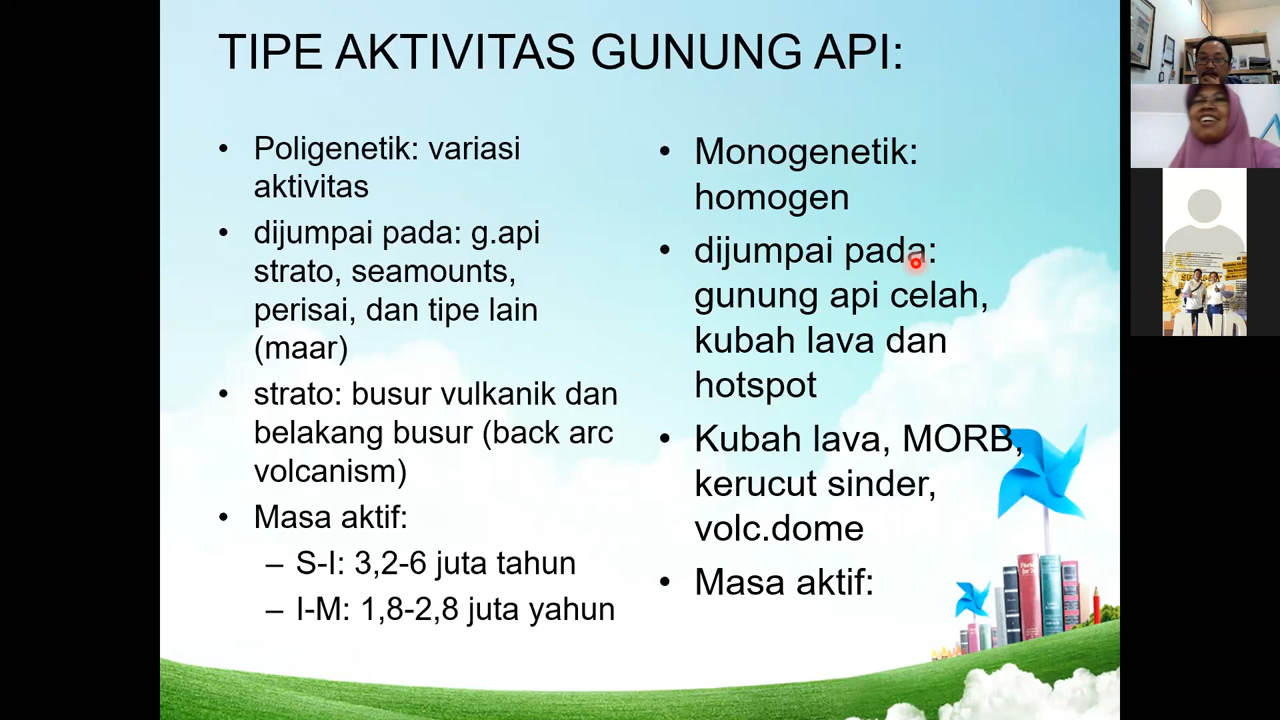 TIPE AKTIVITAS GUNUNG API:
• Poligenetik: variasi
aktivitas
• dijumpai pada: g.api
strato, seamounts,
perisai, dan tipe lain
(maar)
• strato: busur vulkanik dan
belakang busur (back arc
volcanism)
• Masa aktif:
– S-I: 3,2-6 juta tahun
– I-M: 1,8-2,8 juta yahun
• Monogenetik:
homogen
• dijumpai pada:
gunung api celah,
kubah lava dan
hotspot
• Kubah lava, MORB,
kerucut sinder,
volc.dome
• Masa aktif:
AND